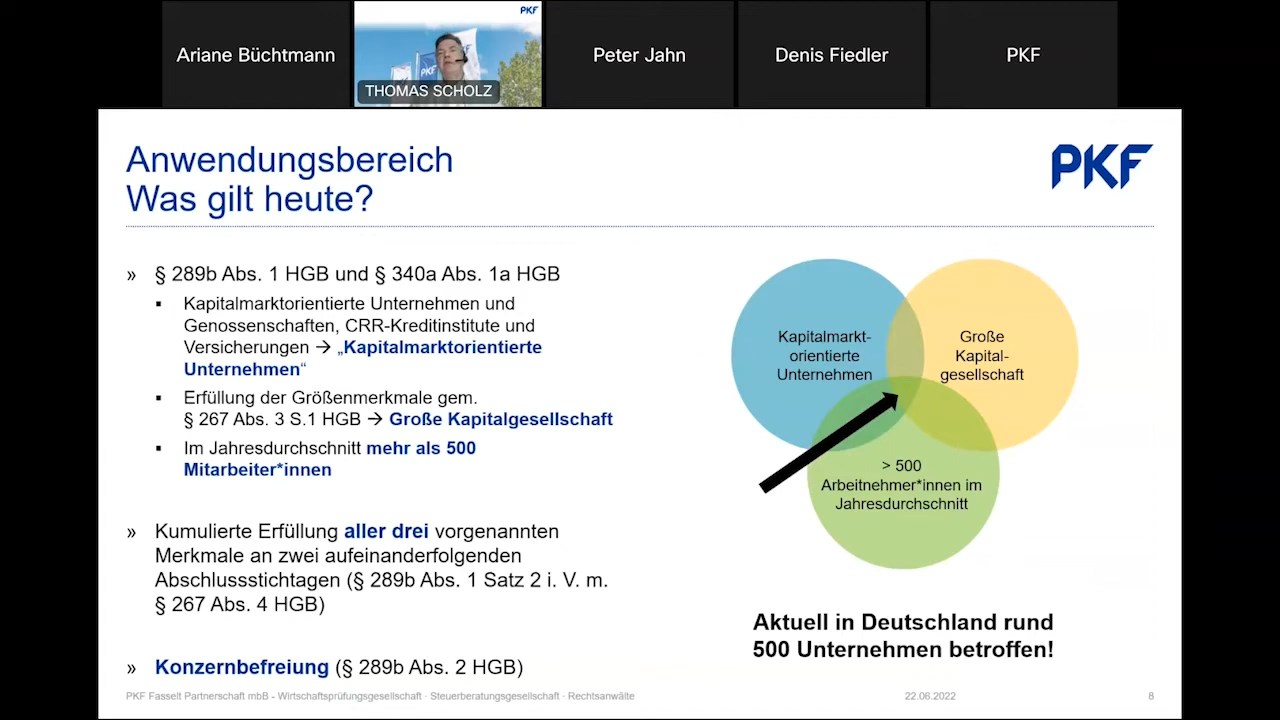 Ariane Büchtmann
PKF
PKF
THOMAS SCHOLZ
Peter Jahn
Denis Fiedler
PKF
Anwendungsbereich
Was gilt heute?
PKF
» § 289b Abs. 1 HGB und § 340a Abs. 1a HGB
▪ Kapitalmarktorientierte Unternehmen und
Genossenschaften, CRR-Kreditinstitute und
Versicherungen → „Kapitalmarktorientierte
Unternehmen“
▪ Erfüllung der Größenmerkmale gem.
§ 267 Abs. 3 S.1 HGB → Große Kapitalgesellschaft
▪ Im Jahresdurchschnitt mehr als 500
Mitarbeiter*innen
» Kumulierte Erfüllung aller drei vorgenannten
Merkmale an zwei aufeinanderfolgenden
Abschlussstichtagen (§ 289b Abs. 1 Satz 2 i. V. m.
§ 267 Abs. 4 HGB)
» Konzernbefreiung (§ 289b Abs. 2 HGB)
Kapitalmarkt-
orientierte
Unternehmen
Große
Kapital-
gesellschaft
> 500
Arbeitnehmer*innen im
Jahresdurchschnitt
Aktuell in Deutschland rund
500 Unternehmen betroffen!
PKF Fasselt Partnerschaft mbB - Wirtschaftsprüfungsgesellschaft · Steuerberatungsgesellschaft · Rechtsanwälte
22.06.2022
8